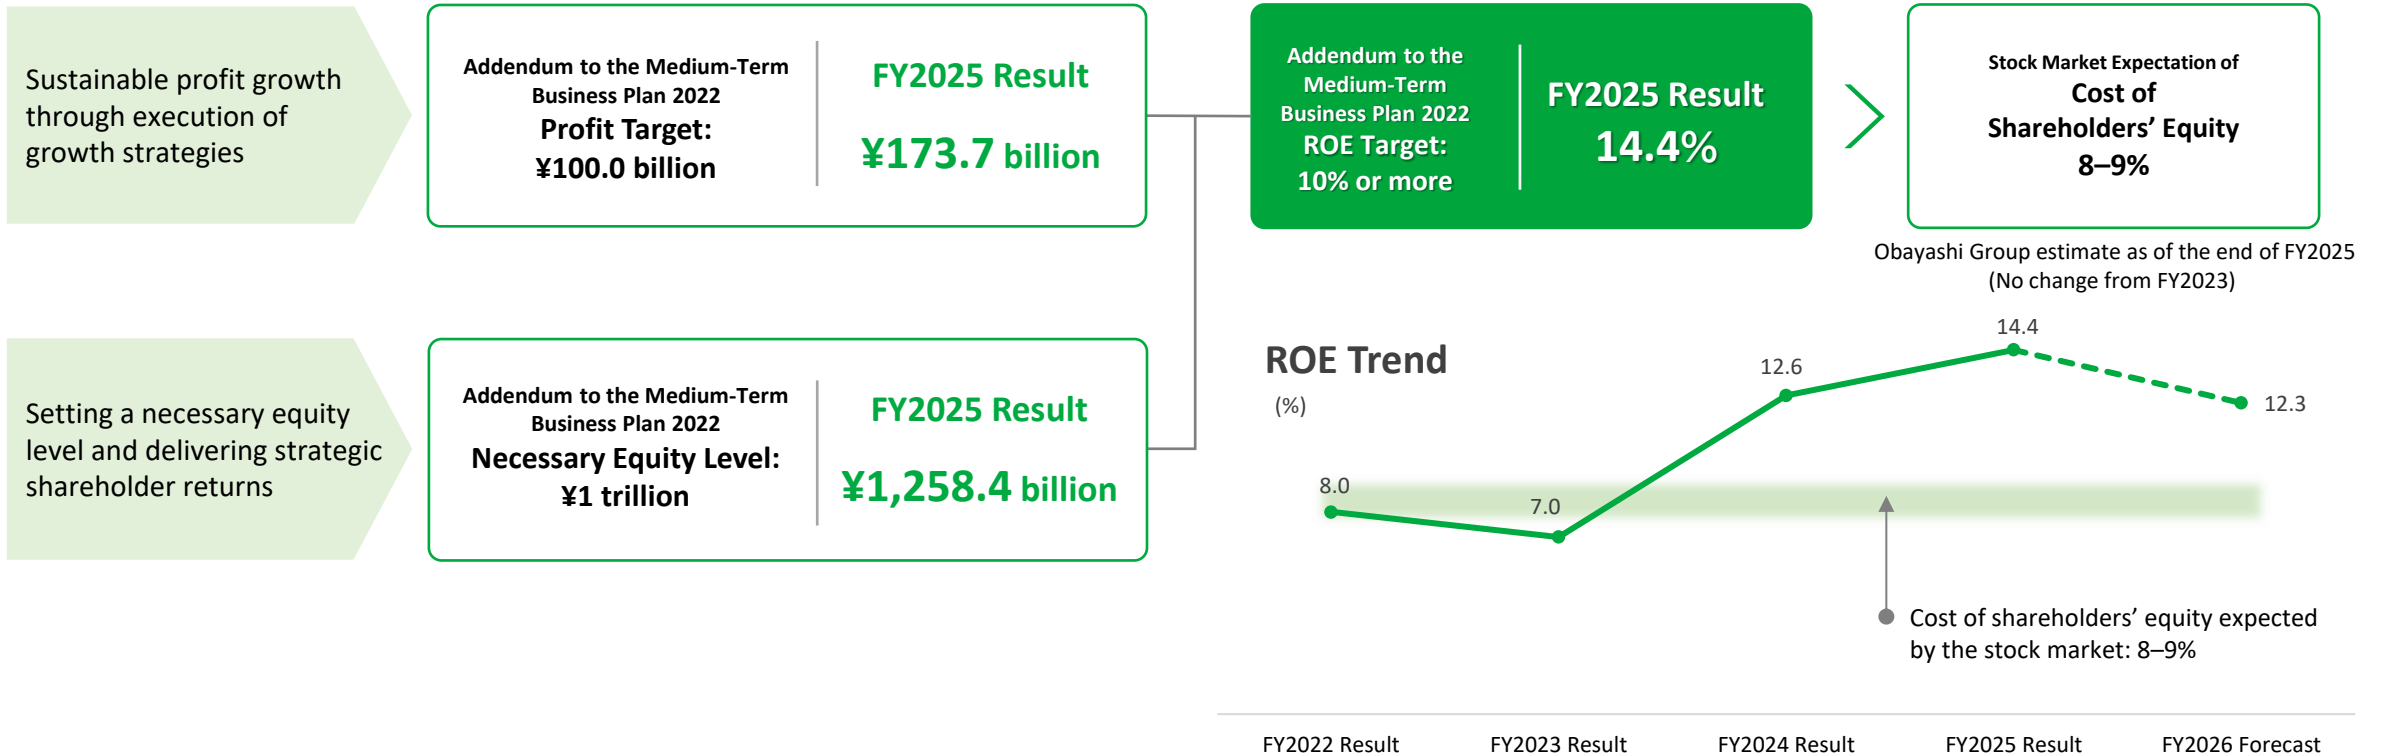 Sustainable profit growth
through execution of
growth strategies
Addendum to the Medium-Term
Business Plan 2022
Profit Target:
¥100.0 billion
FY2025 Result
¥173.7 billion
Addendum to the
Medium-Term
Business Plan 2022
ROE Target:
10% or more
FY2025 Result
14.4%
Stock Market Expectation of
Cost of
Shareholders’ Equity
8–9%
Obayashi Group estimate as of the end of FY2025
(No change from FY2023)
Setting a necessary equity
level and delivering strategic
shareholder returns
Addendum to the Medium-Term
Business Plan 2022
Necessary Equity Level:
¥1 trillion
FY2025 Result
¥1,258.4 billion
ROE Trend
(%)
8.0
7.0
12.6
14.4
12.3
Cost of shareholders’ equity expected
by the stock market: 8–9%
FY2022 Result
FY2023 Result
FY2024 Result
FY2025 Result
FY2026 Forecast